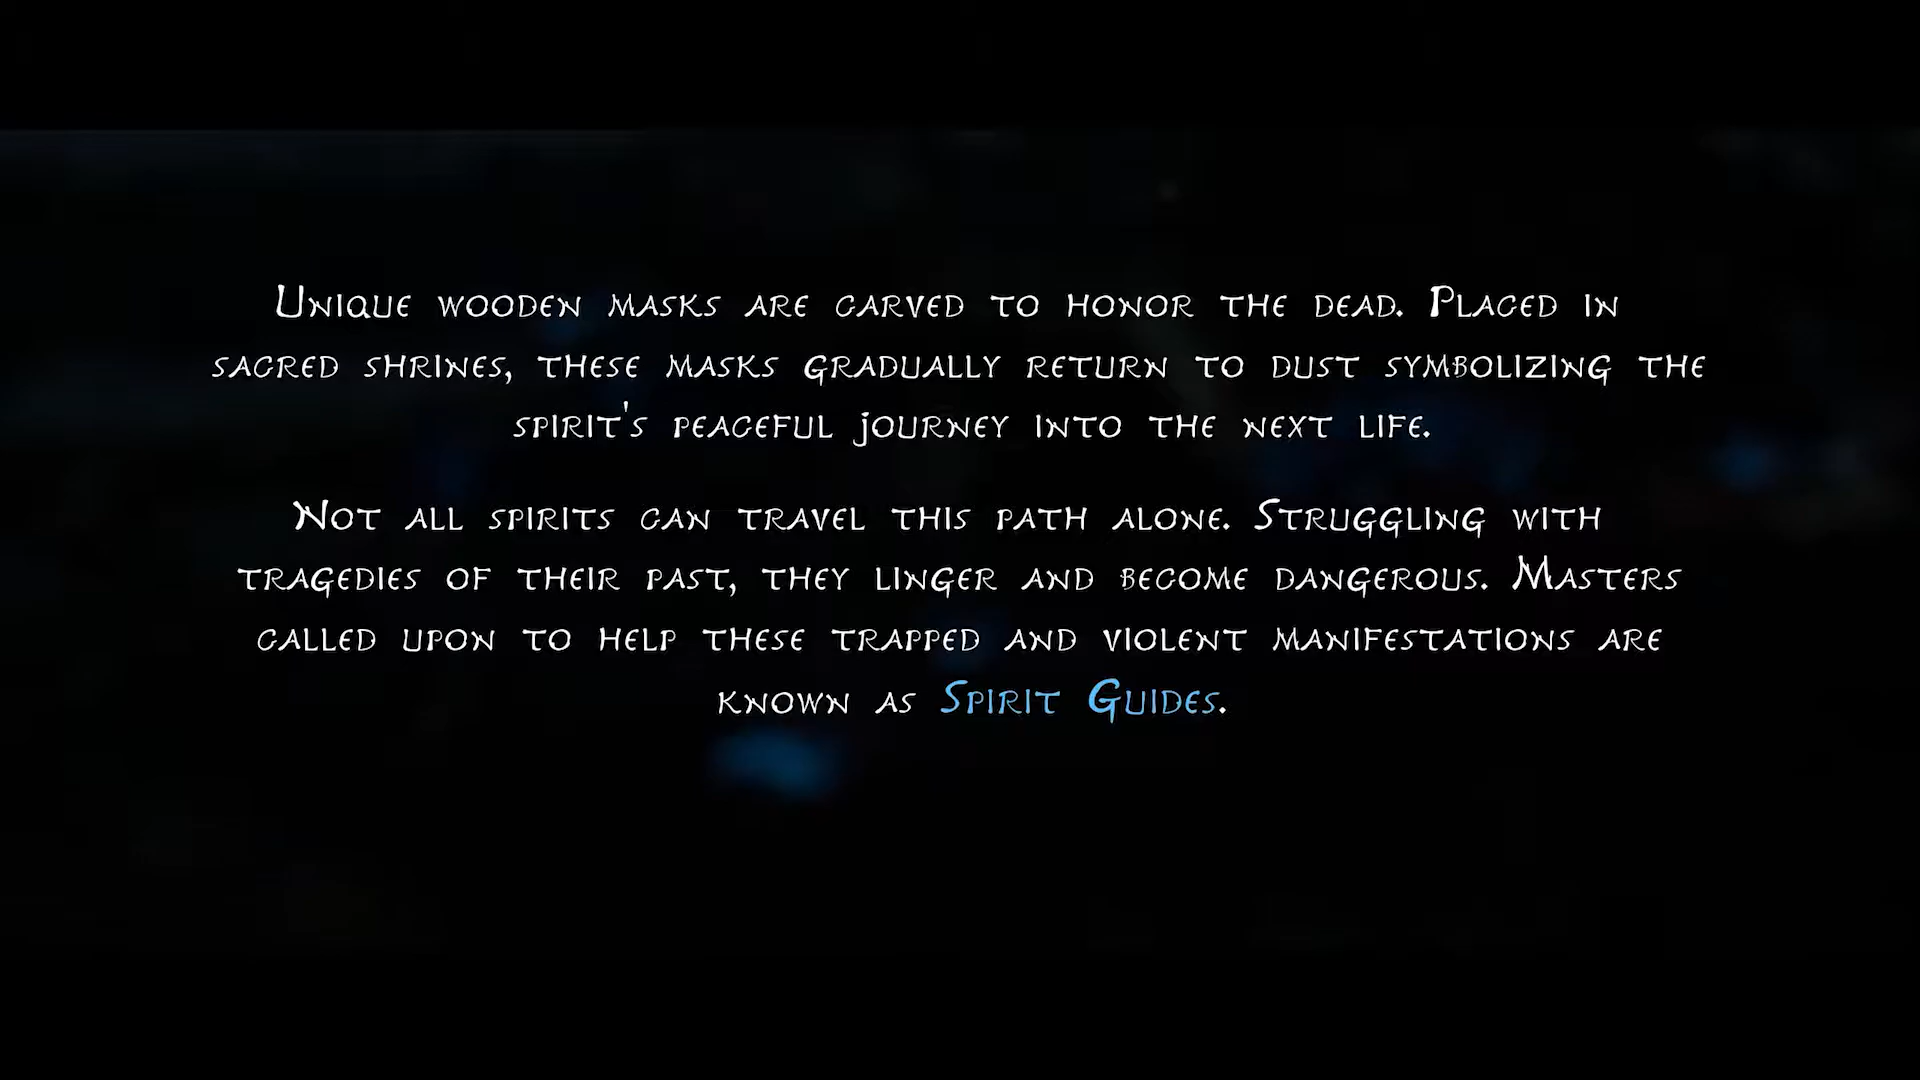 Unique wooden masks are carved to honor the dead. Placed in
sacred shrines, these masks gradually return to dust symbolizing the
spirit's peaceful journey into the next life.
Not all spirits can travel this path alone. Struggling with
tragedies of their past, they linger and become dangerous. Masters
called upon to help these trapped and violent manifestations are
known as Spirit Guides.